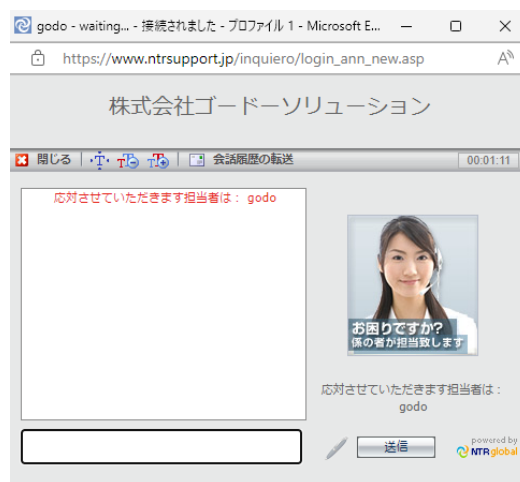 godo - waiting... - 接続されました - プロファイル 1 - Microsoft E...
https://www.ntrsupport.jp/inquiero/login_ann_new.asp
株式会社ゴードーソリューション
閉じる 会話履歴の転送 00:01:11
応対させていただきます担当者は： godo
お困りですか?
係の者が担当致します
応対させていただきます担当者は：
godo
送信
powered by
NTRglobal